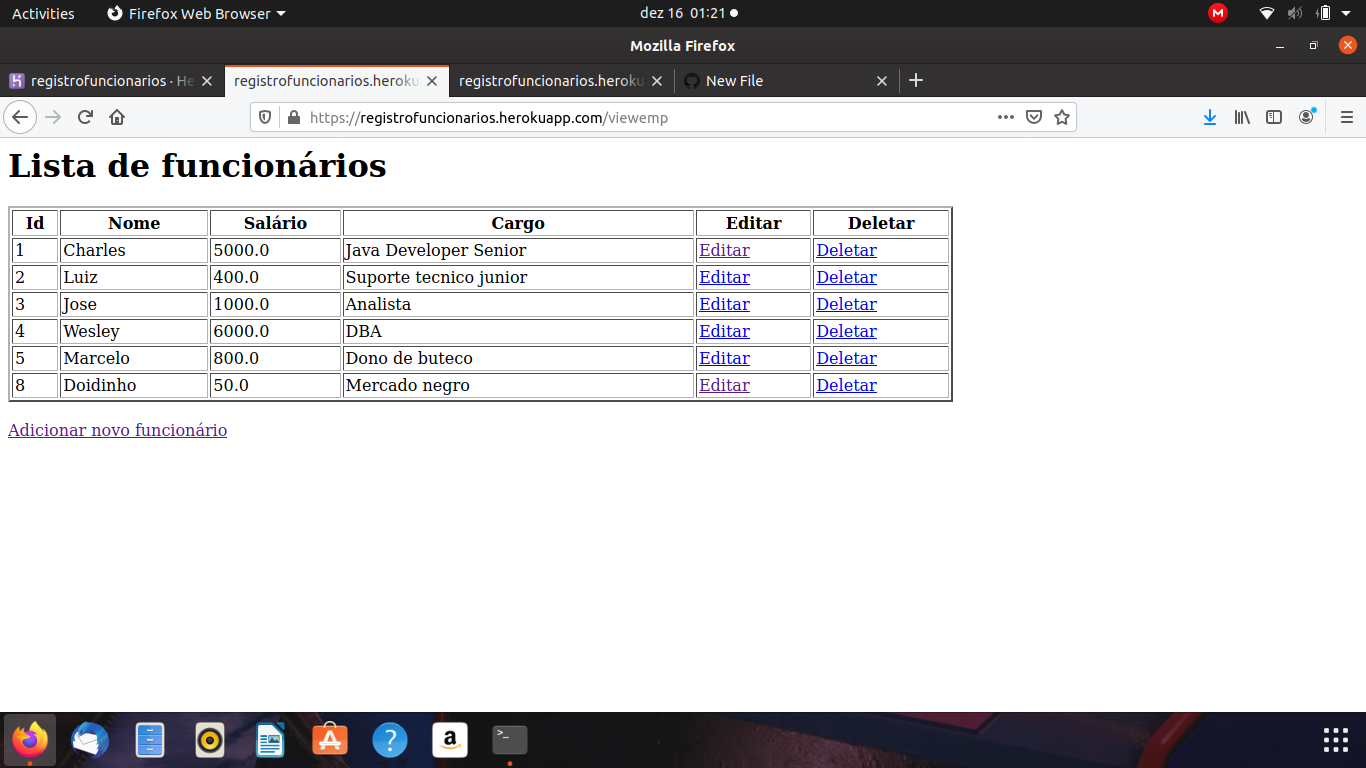 Activities Firefox Web Browser dez 16 01:21
Mozilla Firefox
registrofuncionarios · He registrofuncionarios.heroku registrofuncionarios.heroku New File
https://registrofuncionarios.herokuapp.com/viewemp
Lista de funcionários
Id Nome Salário Cargo Editar Deletar
1 Charles 5000.0 Java Developer Senior Editar Deletar
2 Luiz 400.0 Suporte tecnico junior Editar Deletar
3 Jose 1000.0 Analista Editar Deletar
4 Wesley 6000.0 DBA Editar Deletar
5 Marcelo 800.0 Dono de buteco Editar Deletar
8 Doidinho 50.0 Mercado negro Editar Deletar
Adicionar novo funcionário